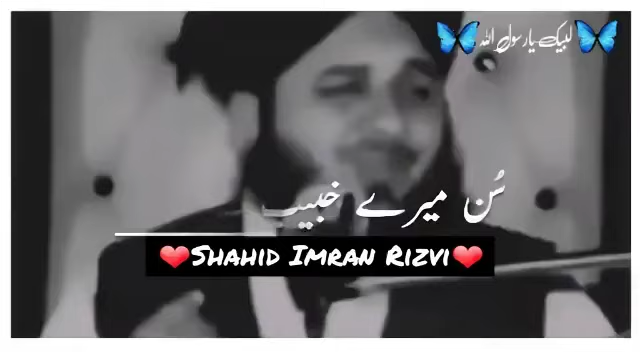 لبیک یارسول اللہ
سُن میرے خبیب
SHAHID IMRAN RIZVI